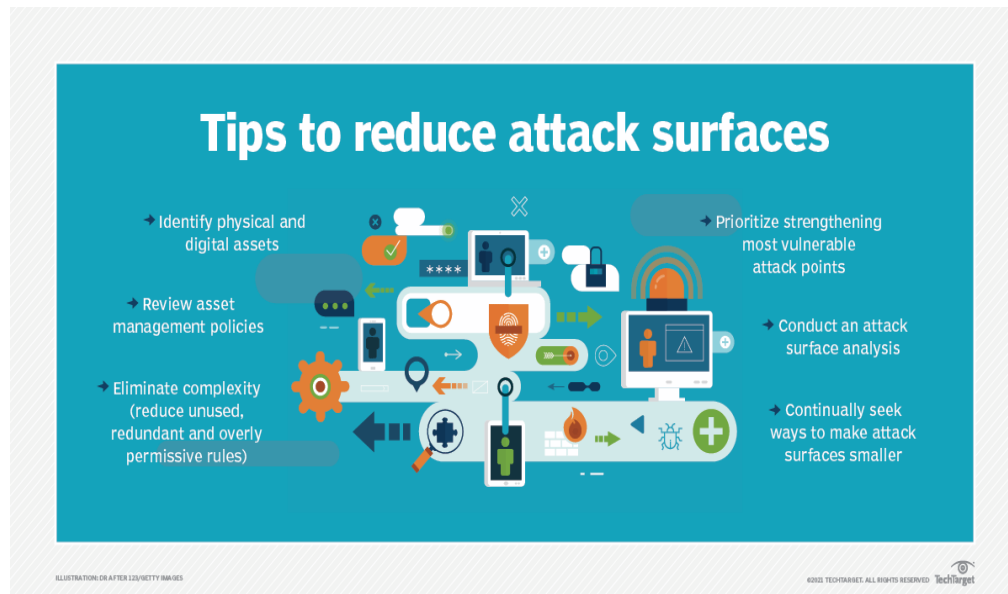 Tips to reduce attack surfaces
Identify physical and
digital assets
Review asset
management policies
Eliminate complexity
(reduce unused,
redundant and overly
permissive rules)
****
Prioritize strengthening
most vulnerable
attack points
Conduct an attack
surface analysis
Continually seek
ways to make attack
surfaces smaller
ILLUSTRATION: DR AFTER 123/GETTY IMAGES
©2021 TECHTARGET. ALL RIGHTS RESERVED TechTarget